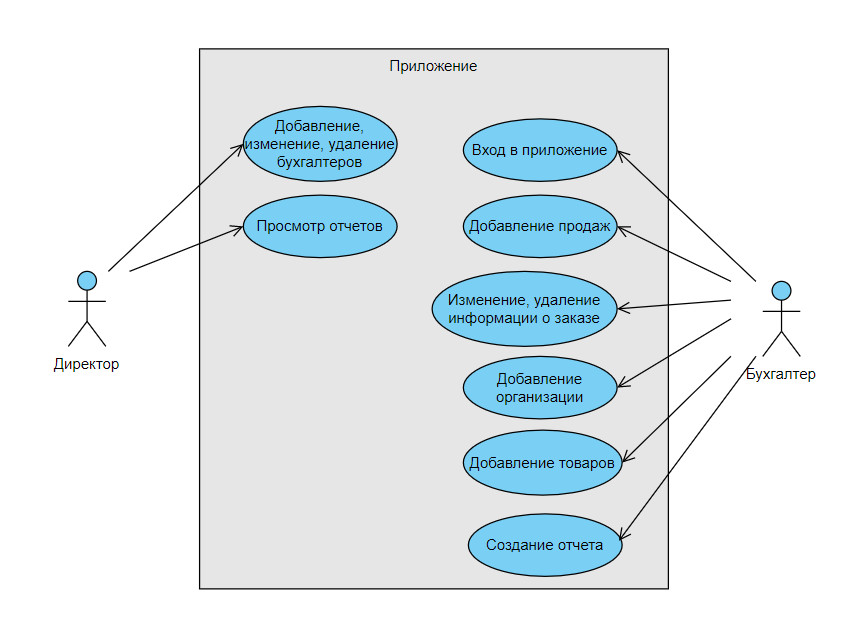 Приложение
Добавление,
изменение, удаление
бухгалтеров
Просмотр отчетов
Вход в приложение
Добавление продаж
Изменение, удаление
информации о заказе
Добавление
организации
Добавление товаров
Создание отчета
Директор
Бухгалтер